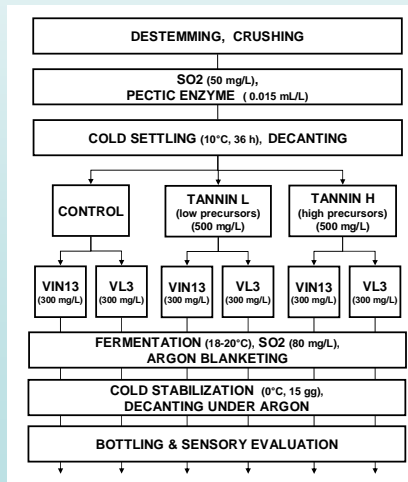 DESTEMMING, CRUSHING
SO2 (50 mg/L),
PECTIC ENZYME ( 0.015 mL/L)
COLD SETTLING (10°C, 36 h), DECANTING
CONTROL
TANNIN L
(low precursors)
(500 mg/L)
TANNIN H
(high precursors)
(500 mg/L)
VIN13
(300 mg/L)
VL3
(300 mg/L)
VIN13
(300 mg/L)
VL3
(300 mg/L)
VIN13
(300 mg/L)
VL3
(300 mg/L)
FERMENTATION (18-20°C), SO2 (80 mg/L),
ARGON BLANKETING
COLD STABILIZATION (0°C, 15 gg),
DECANTING UNDER ARGON
BOTTLING & SENSORY EVALUATION